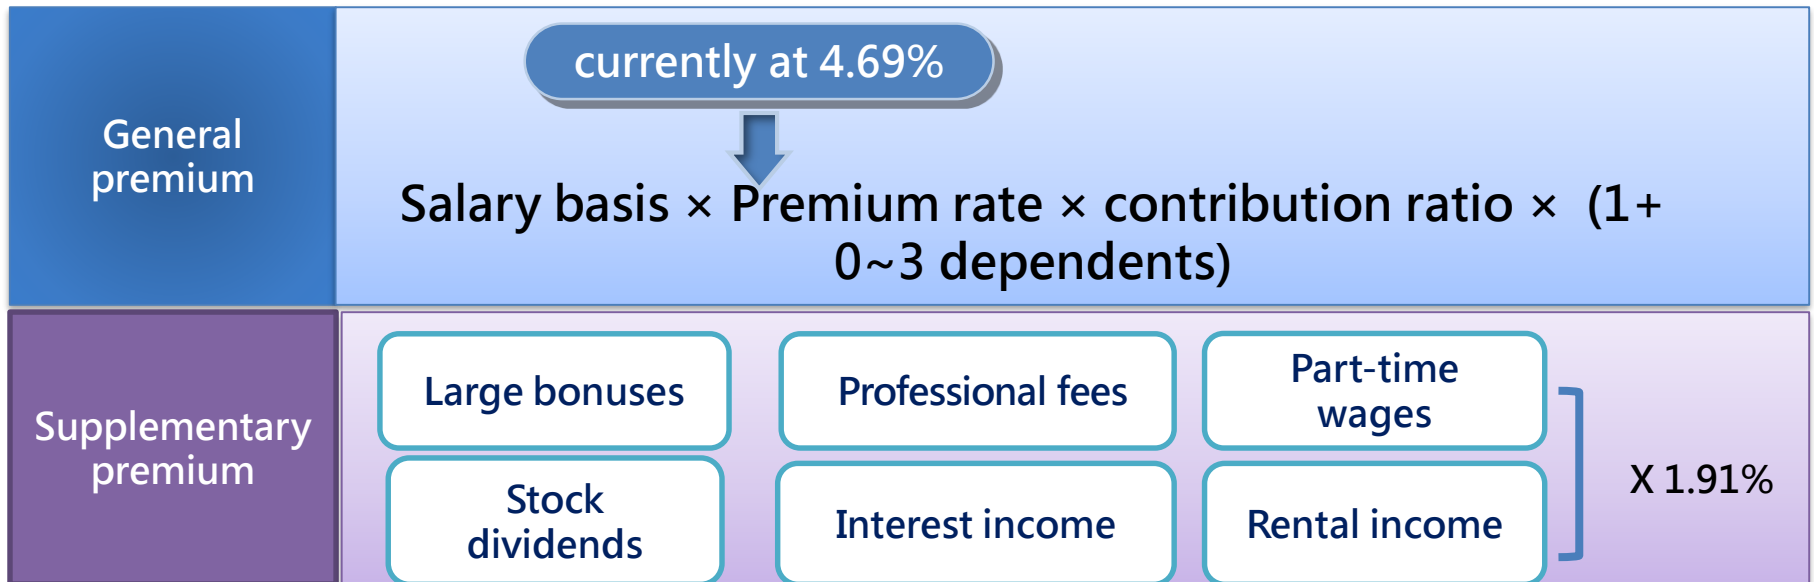 General
premium
currently at 4.69%
Salary basis × Premium rate × contribution ratio × (1+
0~3 dependents)
Supplementary
premium
Large bonuses
Professional fees
Part-time
wages
Stock
dividends
Interest income
Rental income
X 1.91%